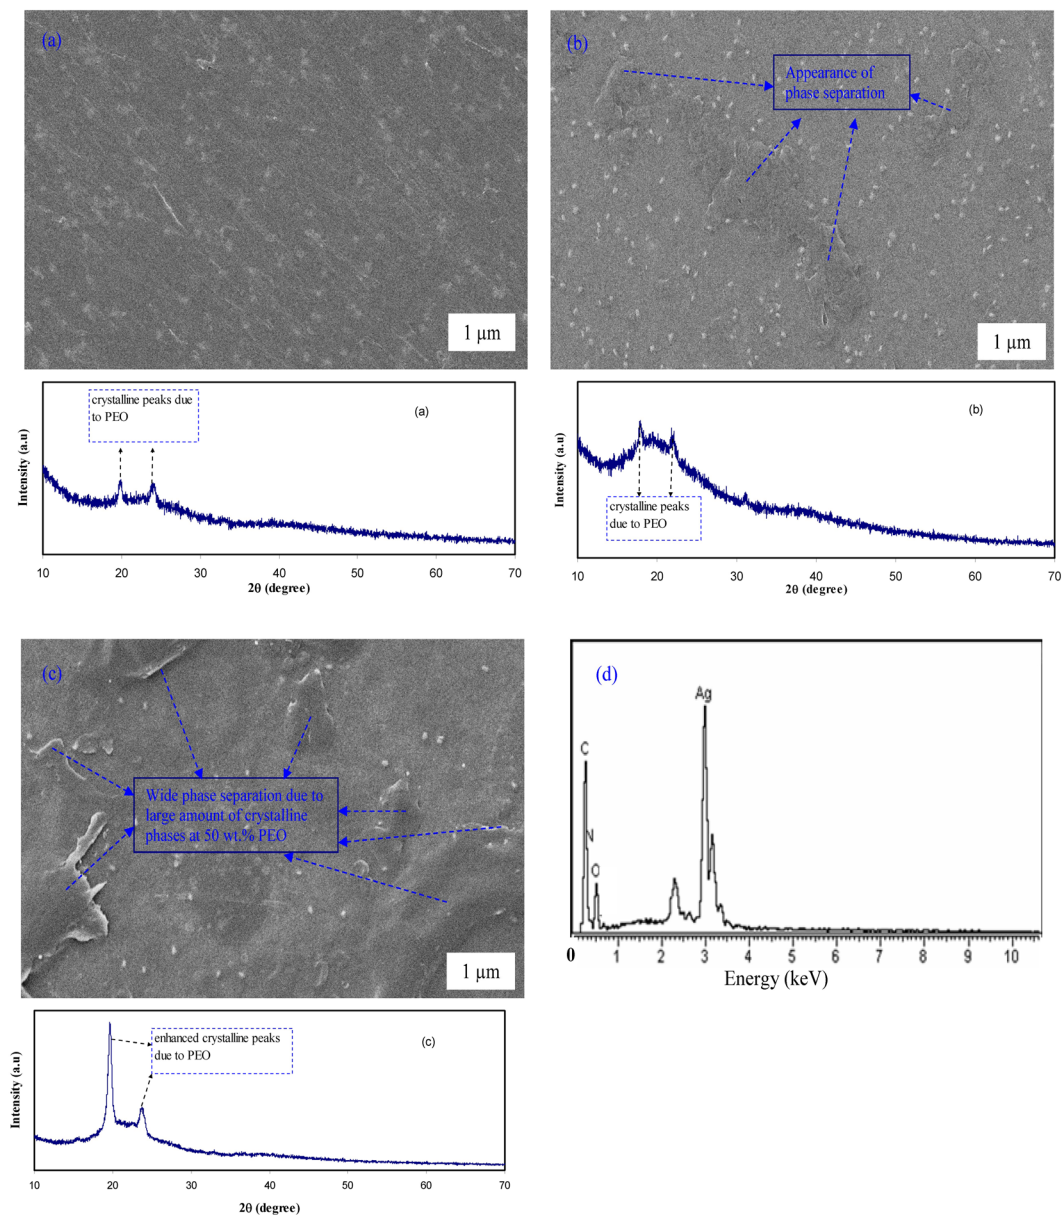 (a)
1 μm
(b)
Appearance of
phase separation
1 μm
crystalline peaks due
to PEO
(a)
Intensity (a.u)
10 20 30 40 50 60 70
2θ (degree)
(b)
crystalline peaks
due to PEO
Intensity (a.u)
10 20 30 40 50 60 70
2θ (degree)
(c)
Wide phase separation due to
large amount of crystalline
phases at 50 wt.% PEO
1 μm
(d)
Ag
C
N
O
0 1 2 3 4 5 6 7 8 9 10
Energy (keV)
enhanced crystalline peaks
due to PEO
(c)
Intensity (a.u)
10 20 30 40 50 60 70
2θ (degree)